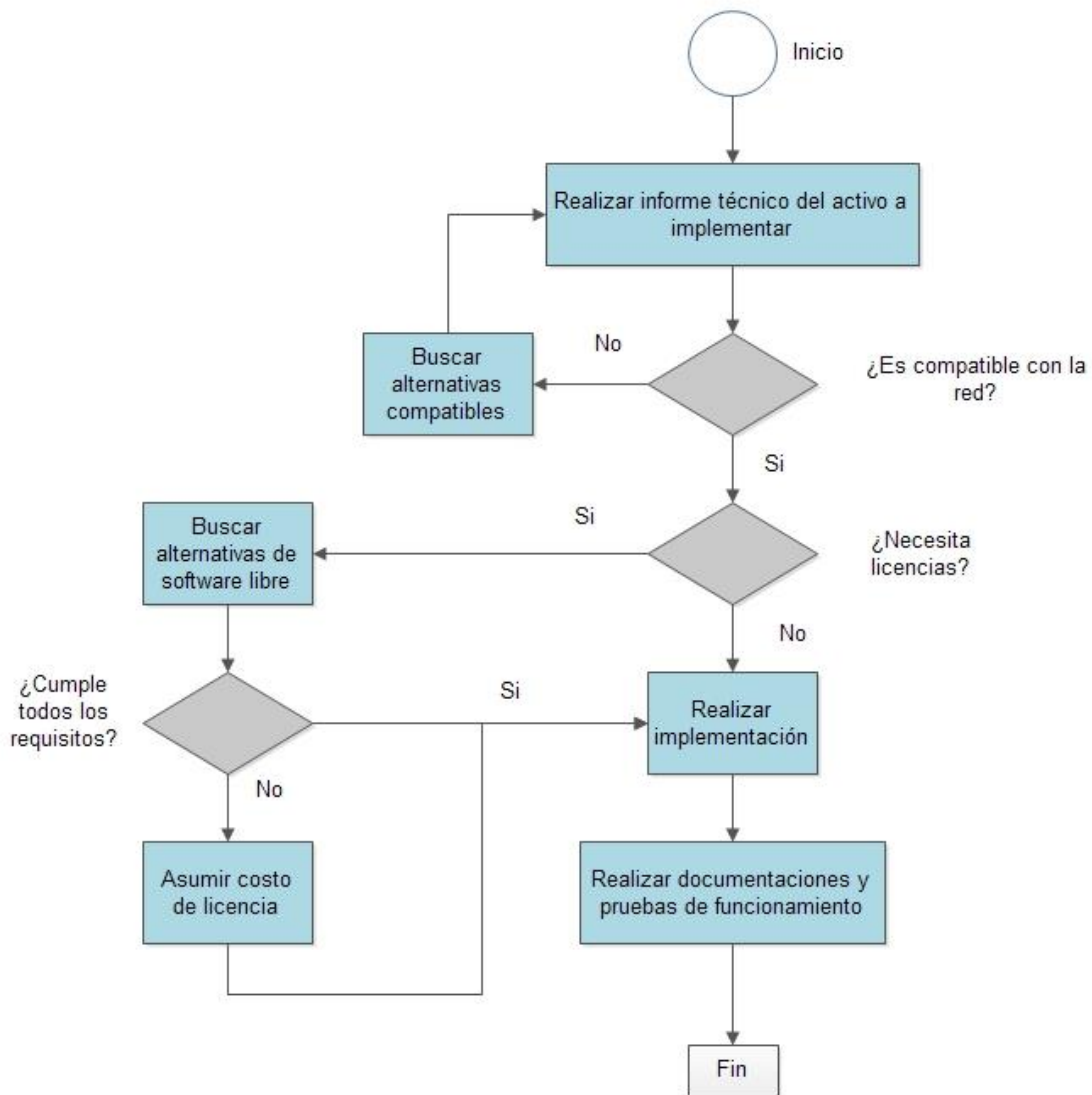 Inicio
Realizar informe técnico del activo a
implementar
No
Buscar
alternativas
compatibles
¿Es compatible con la
red?
Si
Buscar
alternativas de
software libre
Si
¿Necesita
licencias?
No
¿Cumple
todos los
requisitos?
Si
Realizar
implementación
No
Asumir costo
de licencia
Realizar documentaciones y
pruebas de funcionamiento
Fin